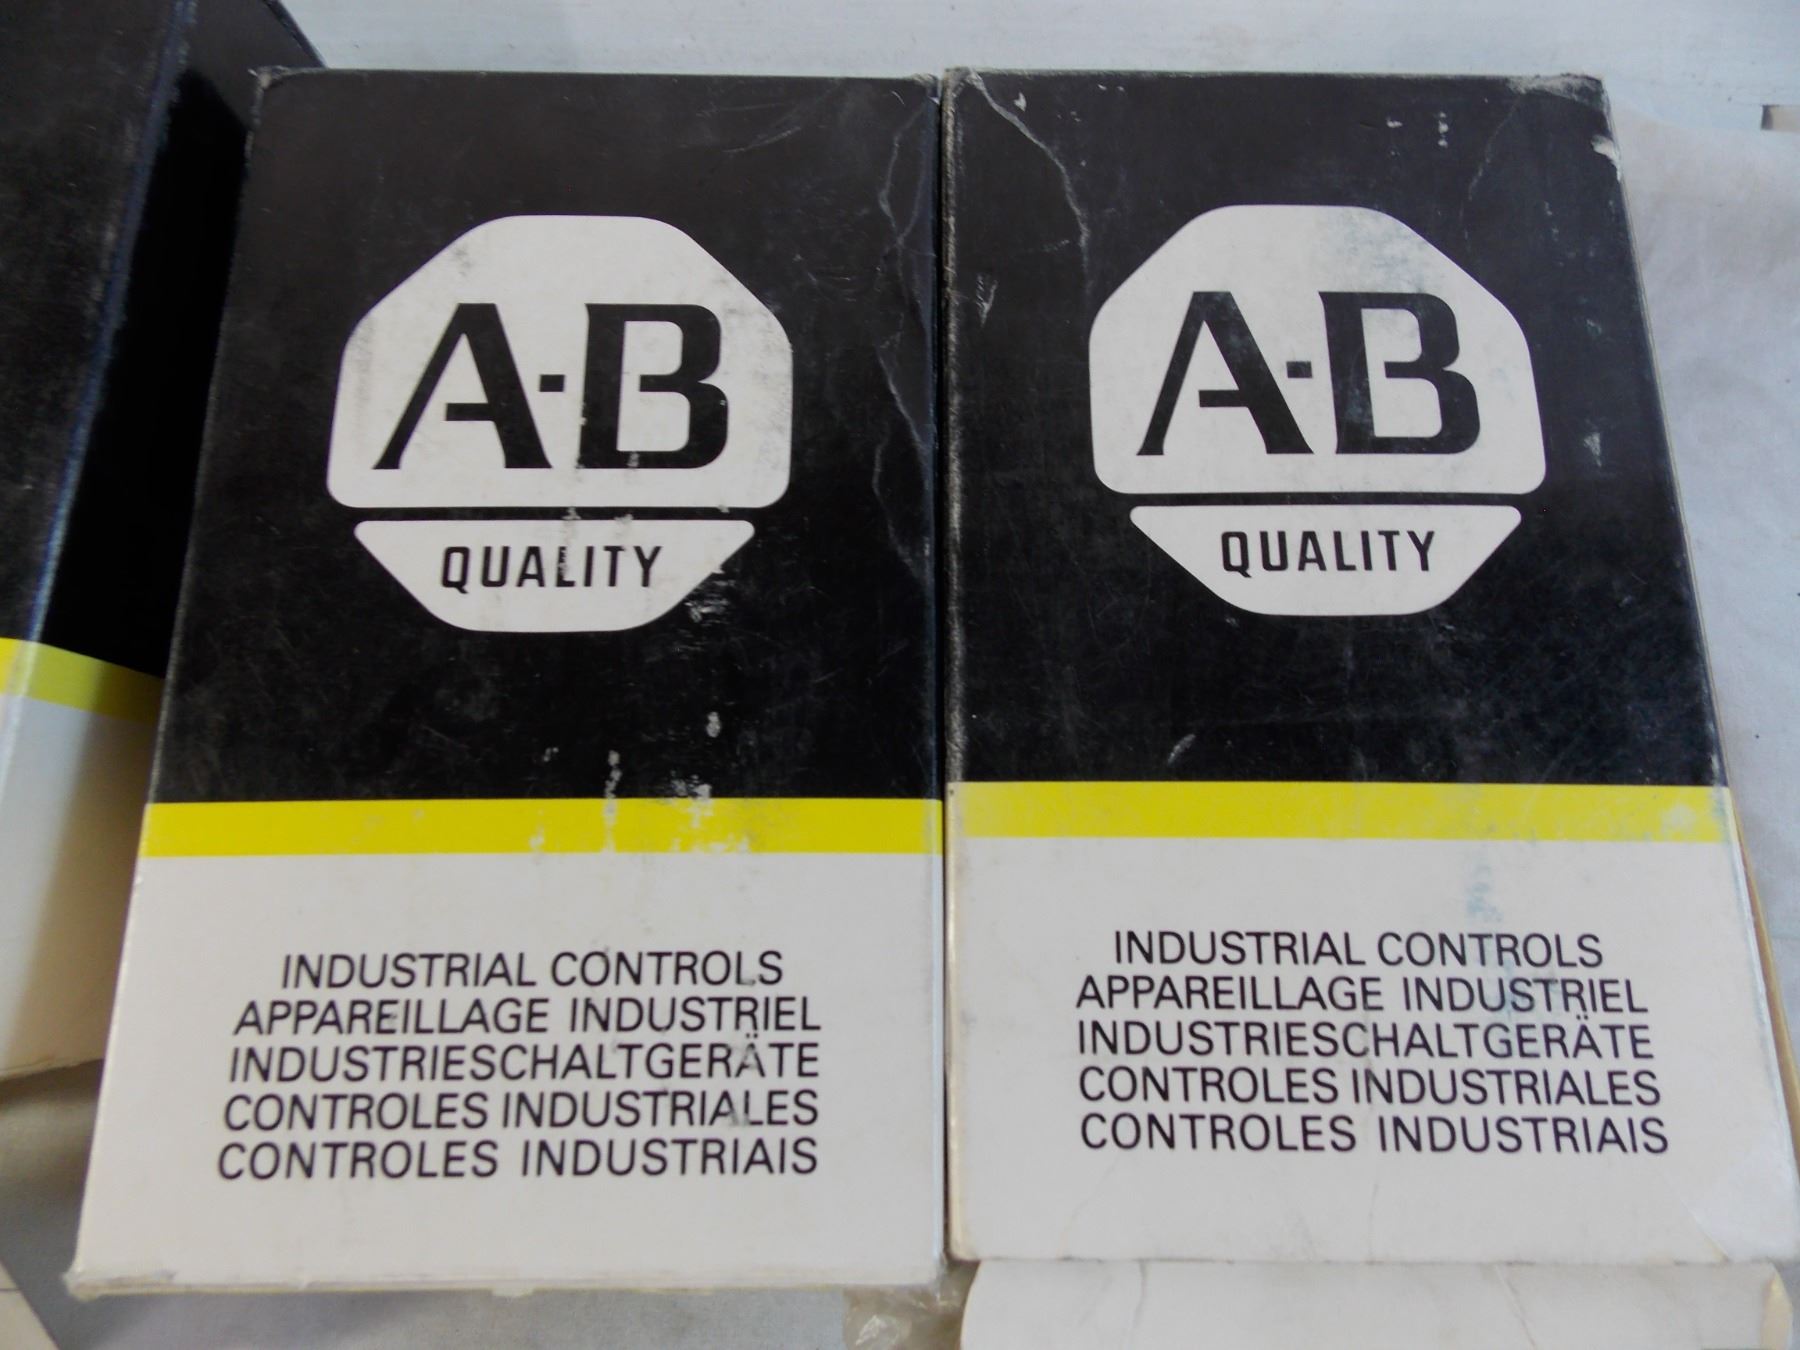 A-B
QUALITY
INDUSTRIAL CONTROLS
APPAREILLAGE INDUSTRIEL
INDUSTRIESCHALTGERÄTE
CONTROLES INDUSTRIALES
CONTROLES INDUSTRIAIS
A-B
QUALITY
INDUSTRIAL CONTROLS
APPAREILLAGE INDUSTRIEL
INDUSTRIESCHALTGERÄTE
CONTROLES INDUSTRIALES
CONTROLES INDUSTRIAIS